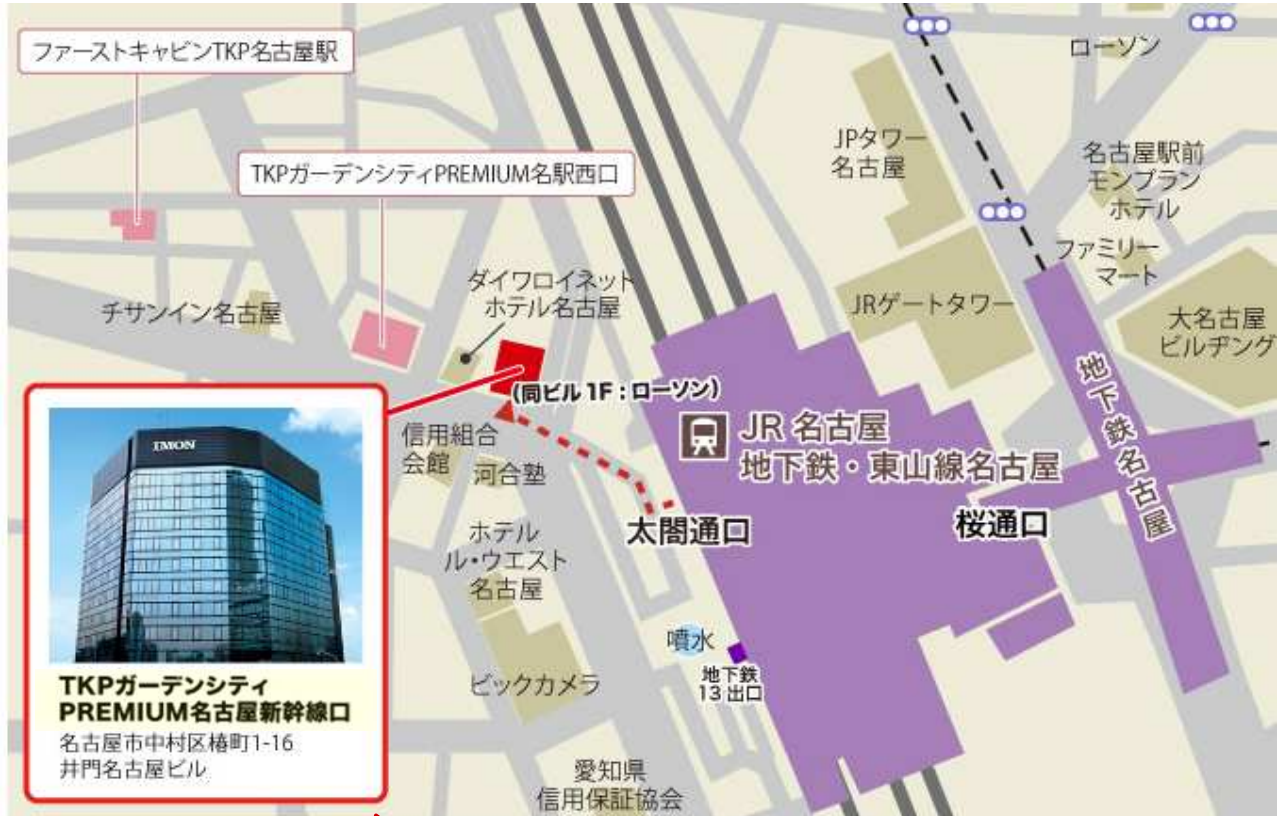 ファーストキャビンTKP名古屋駅
ローソン
JPタワー
名古屋
名古屋駅前
モンブラン
ホテル
TKPガーデンシティPREMIUM名駅西口
ファミリー
マート
ダイワロイネット
ホテル名古屋
チサンイン名古屋
JRゲートタワー
大名古屋
ビルヂング
地下鉄名古屋
(同ビル1F:ローソン)
信用組合
会館
河合塾
JR 名古屋
地下鉄・東山線名古屋
太閤通口
桜通口
IMON
ホテル
ル・ウエスト
名古屋
噴水
地下鉄
13出口
ビックカメラ
TKPガーデンシティ
PREMIUM名古屋新幹線口
名古屋市中村区椿町1-16
井門名古屋ビル
愛知県
信用保証協会